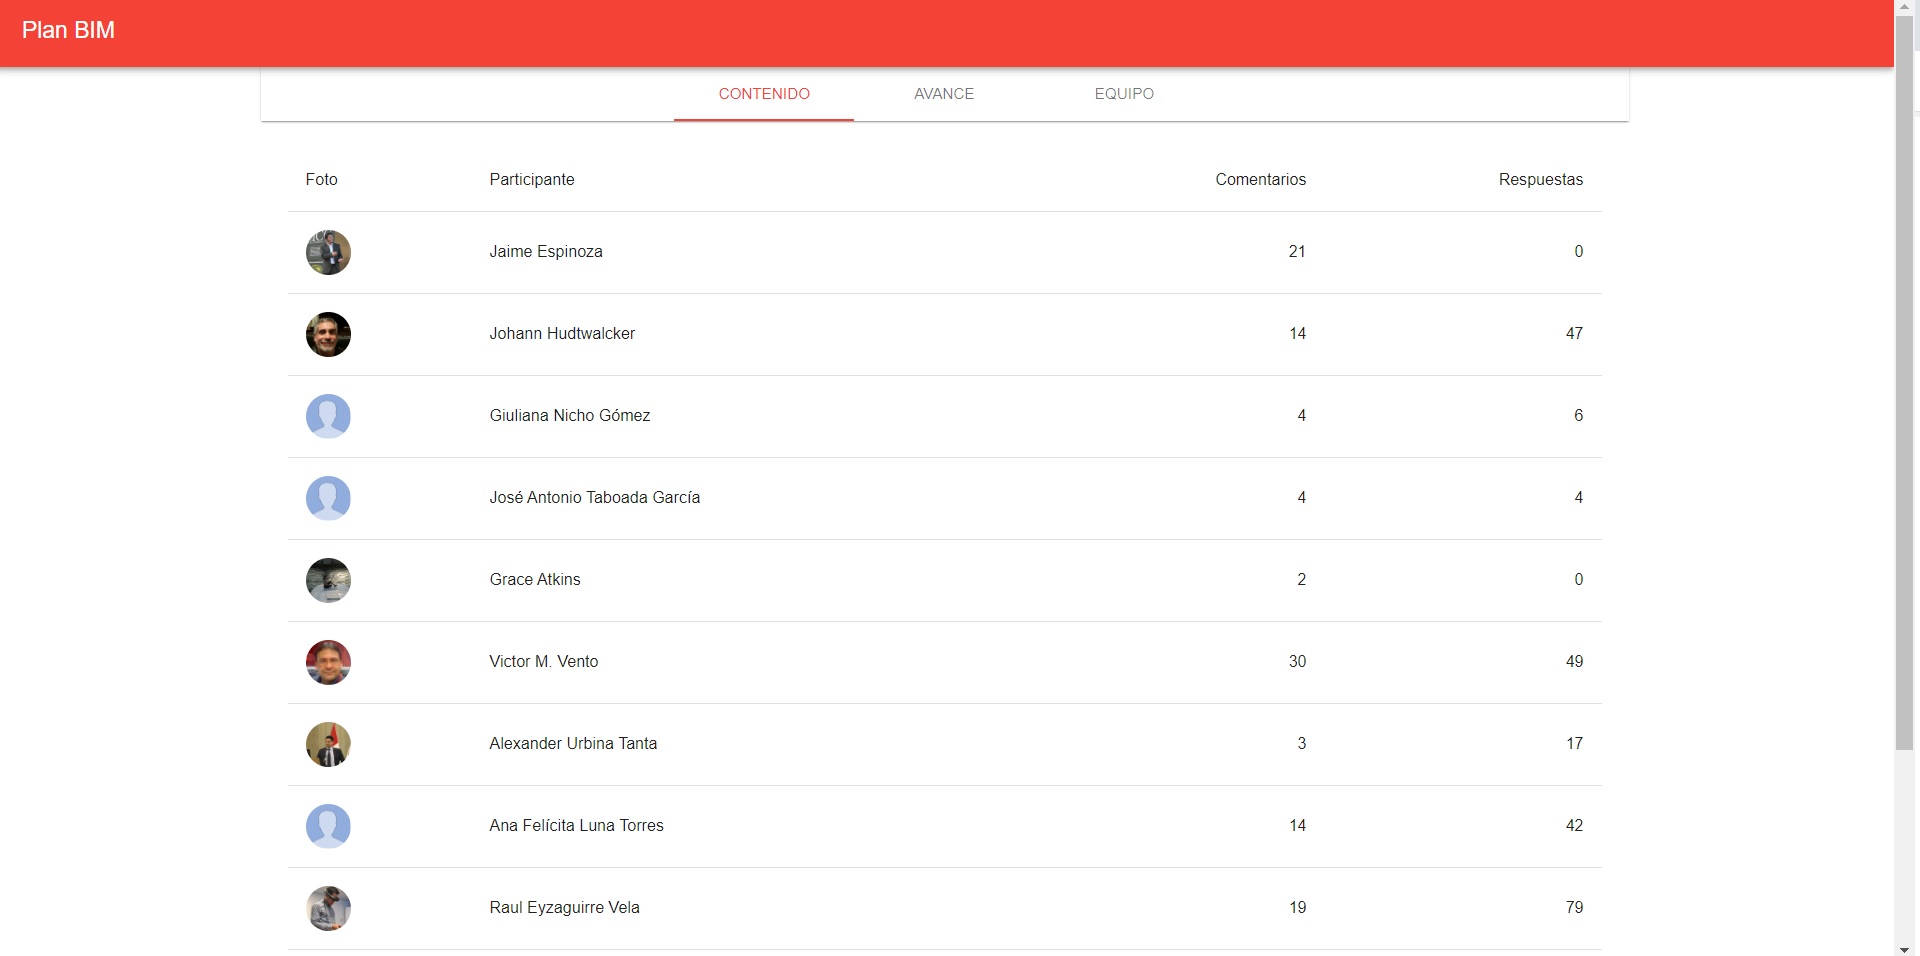 Plan BIM
CONTENIDO AVANCE EQUIPO
Foto Participante Comentarios Respuestas
Jaime Espinoza 21 0
Johann Hudtwalcker 14 47
Giuliana Nicho Gómez 4 6
José Antonio Taboada García 4 4
Grace Atkins 2 0
Victor M. Vento 30 49
Alexander Urbina Tanta 3 17
Ana Felícita Luna Torres 14 42
Raul Eyzaguirre Vela 19 79